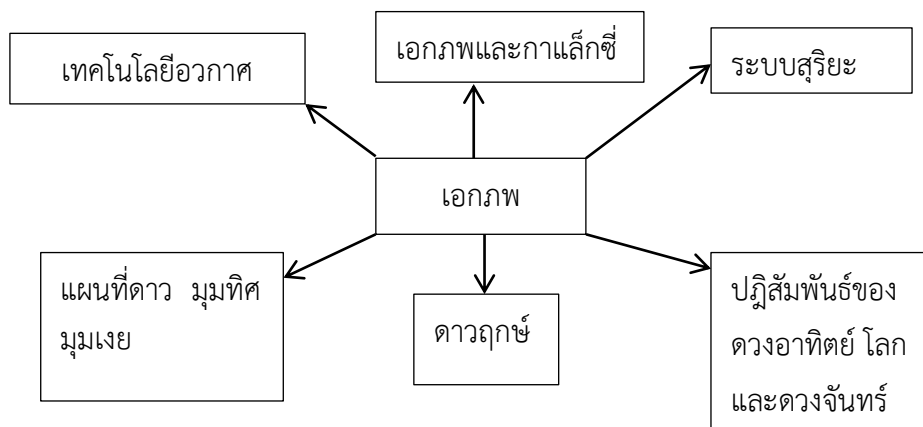 เทคโนโลยีอวกาศ
เอกภพและกาแล็กซี่
ระบบสุริยะ
เอกภพ
แผนที่ดาว มุมทิศ
มุมเงย
ดาวฤกษ์
ปฎิสัมพันธ์ของ
ดวงอาทิตย์ โลก
และดวงจันทร์